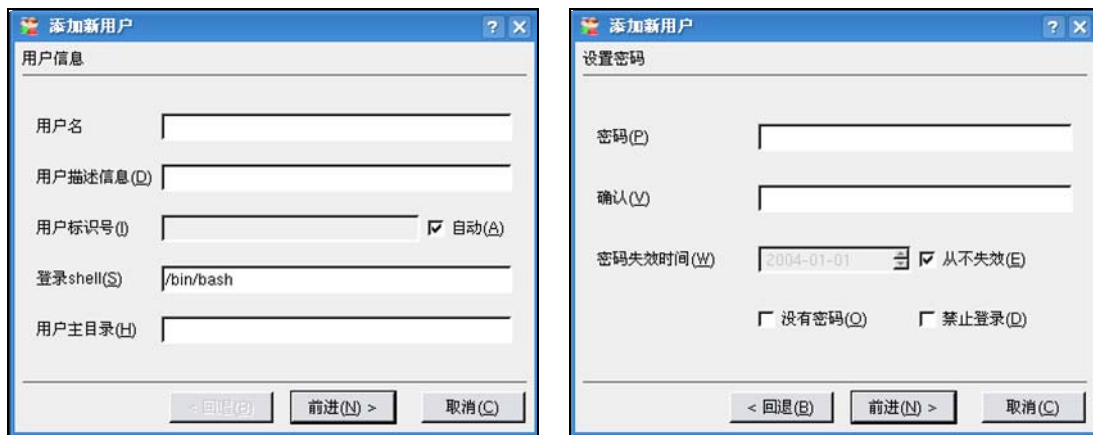 添加新用户
用户信息
用户名
用户描述信息(D)
用户标识号(I) 自动(A)
登录shell(S) /bin/bash
用户主目录(H)
< 回退(B) 前进(N) > 取消(C)
添加新用户
设置密码
密码(P)
确认(V)
密码失效时间(W) 2004-01-01 从不失效(E)
没有密码(O) 禁止登录(D)
< 回退(B) 前进(N) > 取消(C)